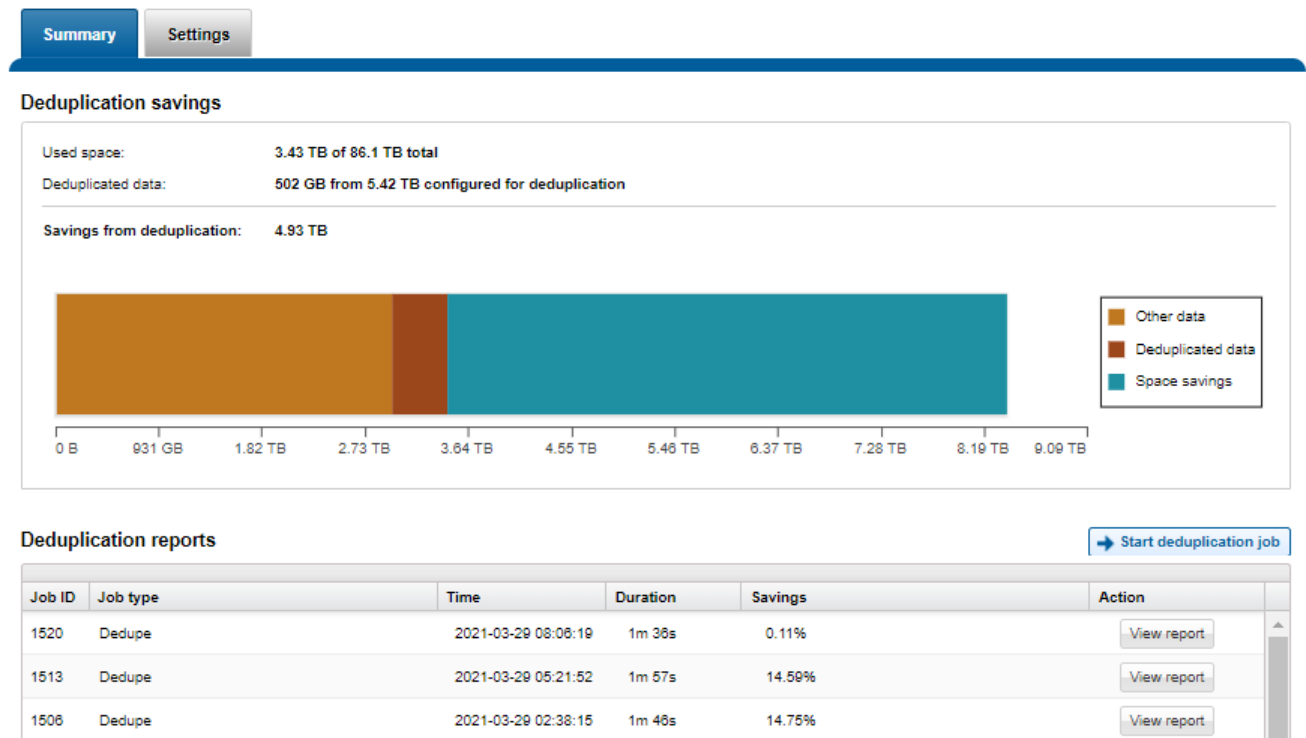 Summary Settings
Deduplication savings
Used space: 3.43 TB of 86.1 TB total
Deduplicated data: 502 GB from 5.42 TB configured for deduplication
Savings from deduplication: 4.93 TB
Other data
Deduplicated data
Space savings
0 B 931 GB 1.82 TB 2.73 TB 3.64 TB 4.55 TB 5.46 TB 6.37 TB 7.28 TB 8.19 TB 9.09 TB
Deduplication reports Start deduplication job
Job ID Job type Time Duration Savings Action
1520 Dedupe 2021-03-29 08:06:19 1m 36s 0.11% View report
1513 Dedupe 2021-03-29 05:21:52 1m 57s 14.59% View report
1506 Dedupe 2021-03-29 02:38:15 1m 46s 14.75% View report